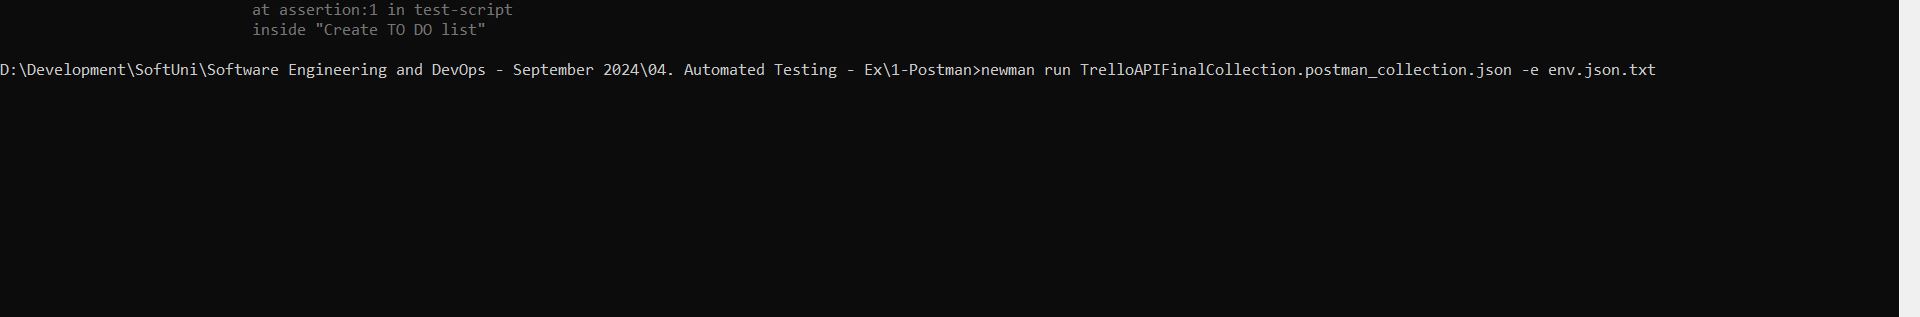 at assertion:1 in test-script
inside "Create TO DO list"
D:\Development\SoftUni\Software Engineering and DevOps - September 2024\04. Automated Testing - Ex\1-Postman>newman run TrelloAPIFinalCollection.postman_collection.json -e env.json.txt